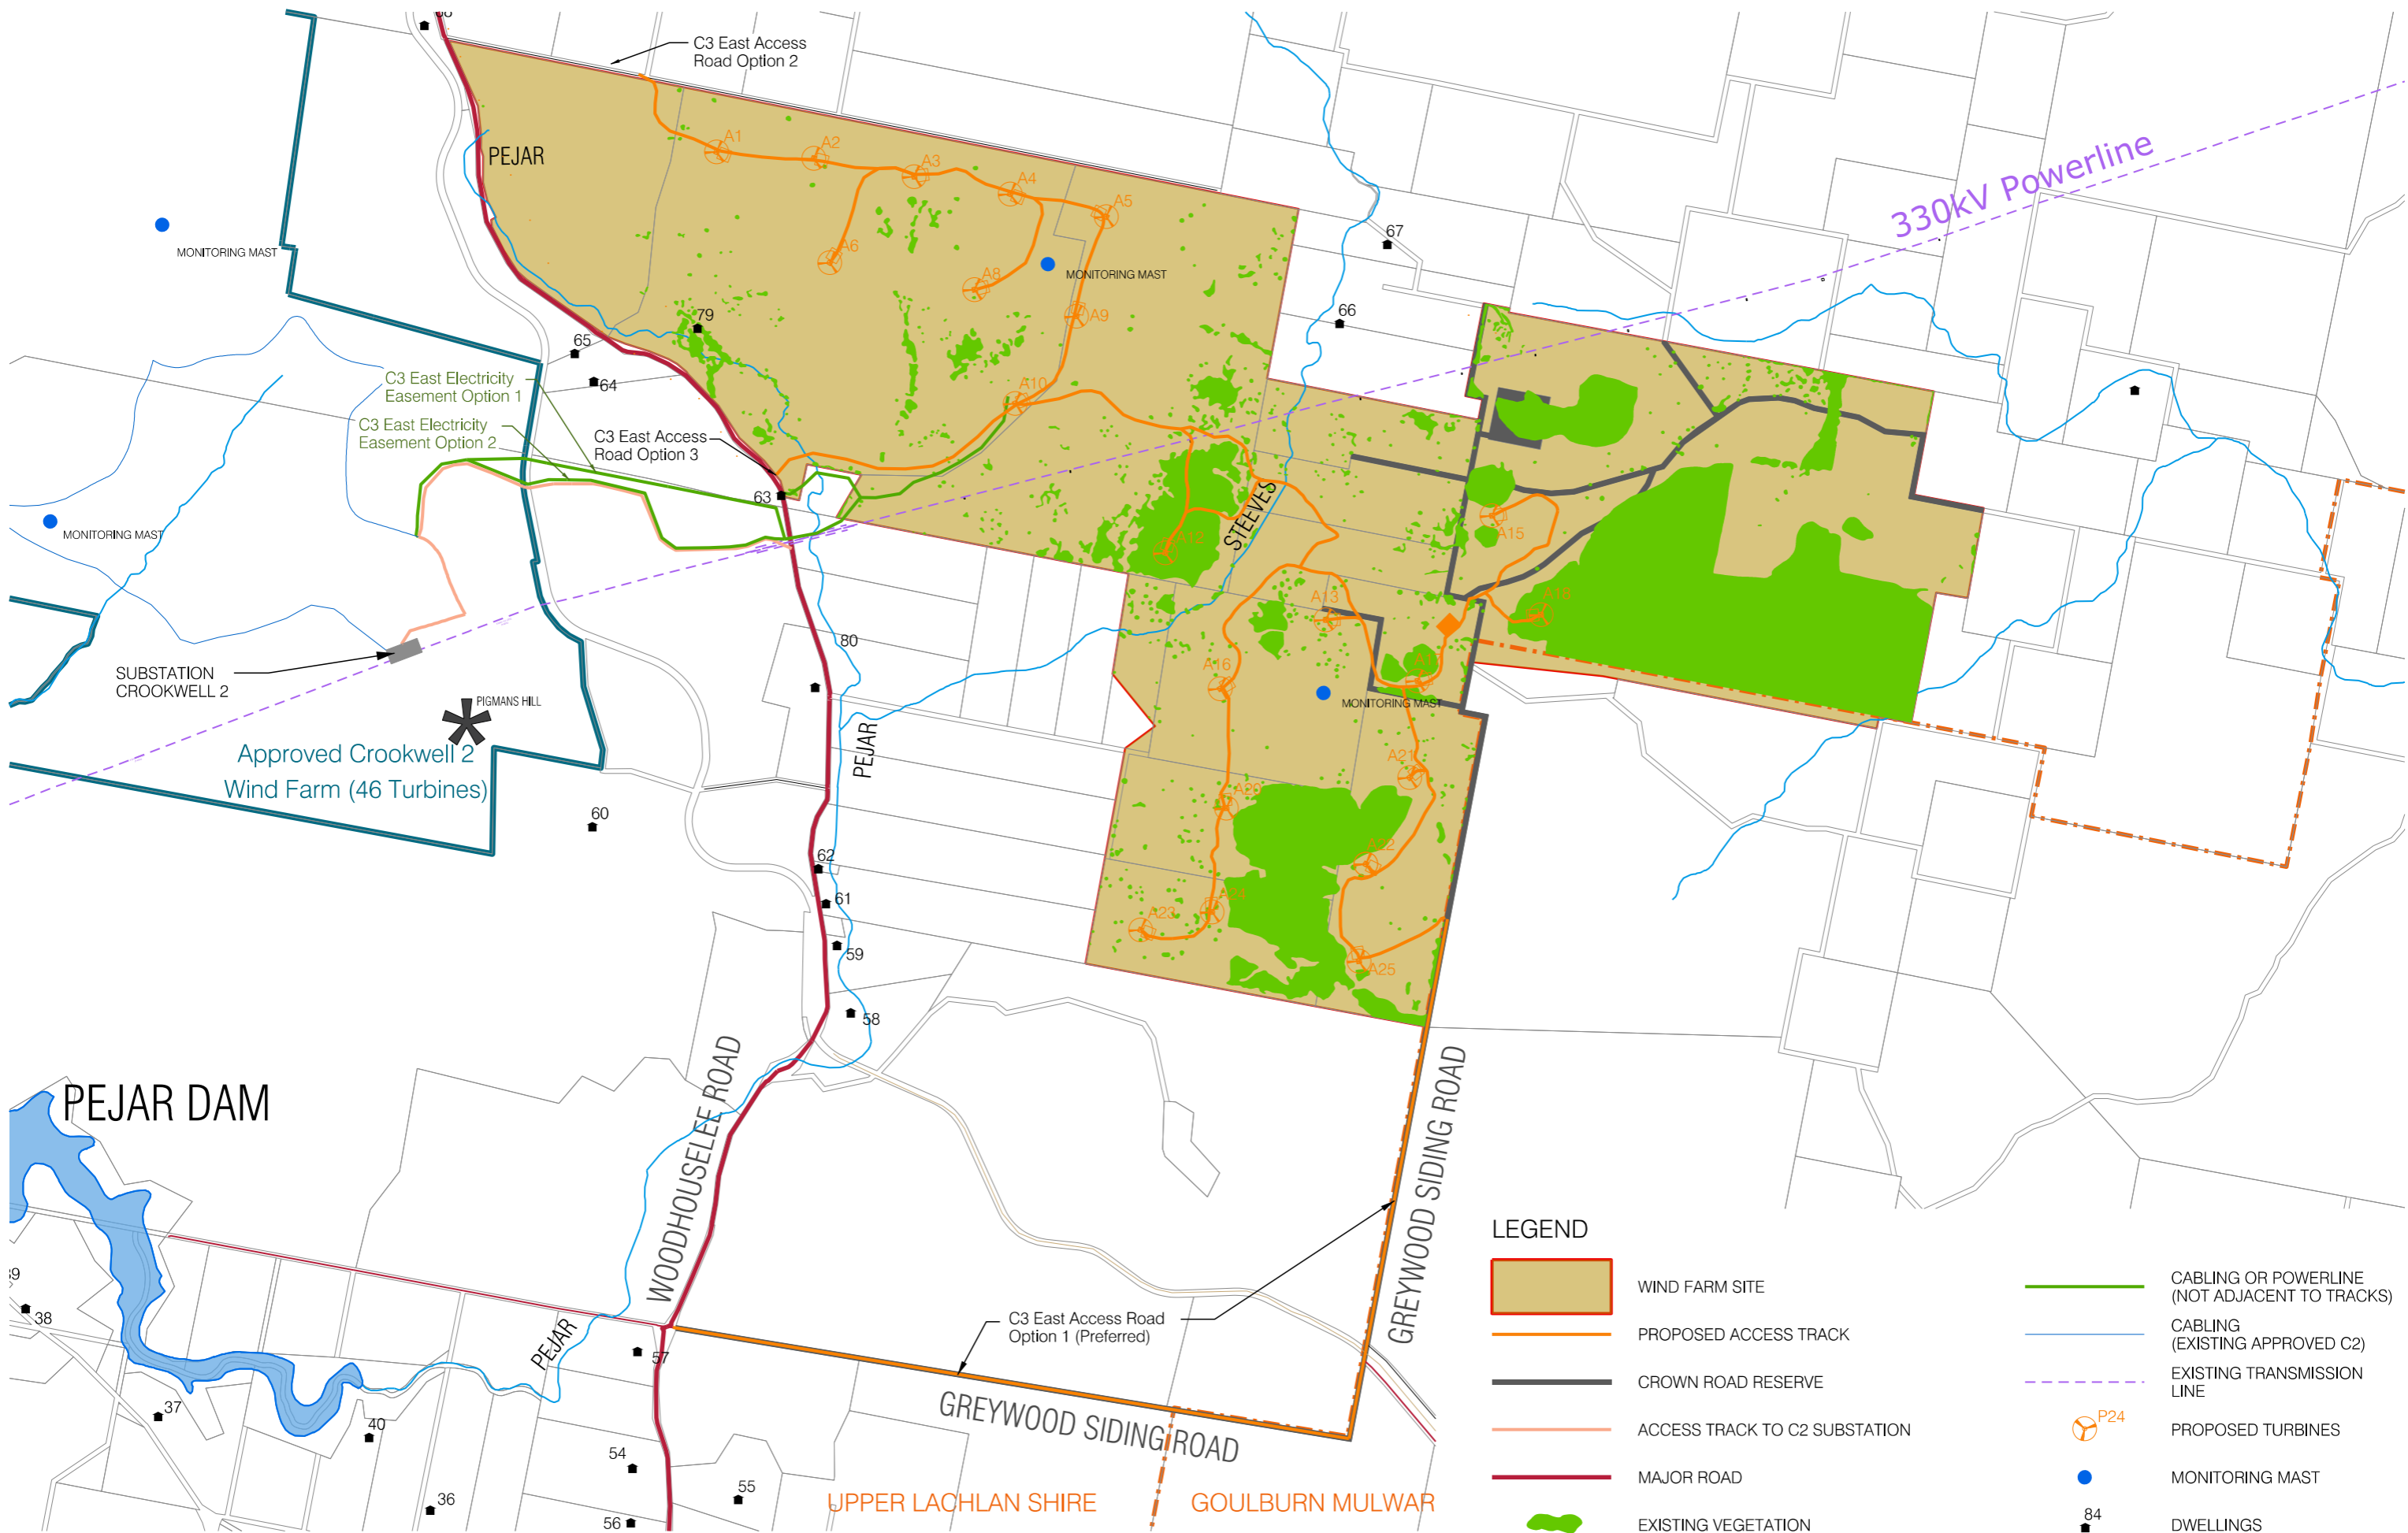 C3 East Access
Road Option 2
PEJAR
A1
A2
A3
A4
A5
A6
A8
A9
A10
MONITORING MAST
MONITORING MAST
67
66
330kV Powerline
79
65
64
C3 East Electricity
Easement Option 1
C3 East Electricity
Easement Option 2
C3 East Access
Road Option 3
63
MONITORING MAST
STEEVES
A12
A15
A13
A16
MONITORING MAST
SUBSTATION
CROOKWELL 2
PIGMANS HILL
Approved Crookwell 2
Wind Farm (46 Turbines)
80
PEJAR
A21
A20
A22
A24
A23
A25
60
62
61
59
58
PEJAR DAM
WOODHOUSELEE ROAD
GREYWOOD SIDING ROAD
C3 East Access Road
Option 1 (Preferred)
PEJAR
57
GREYWOOD SIDING ROAD
38
37
40
36
54
55
56
UPPER LACHLAN SHIRE
GOULBURN MULWAR
LEGEND
WIND FARM SITE
PROPOSED ACCESS TRACK
CROWN ROAD RESERVE
ACCESS TRACK TO C2 SUBSTATION
MAJOR ROAD
EXISTING VEGETATION
CABLING OR POWERLINE
(NOT ADJACENT TO TRACKS)
CABLING
(EXISTING APPROVED C2)
EXISTING TRANSMISSION
LINE
P24
PROPOSED TURBINES
MONITORING MAST
84
DWELLINGS